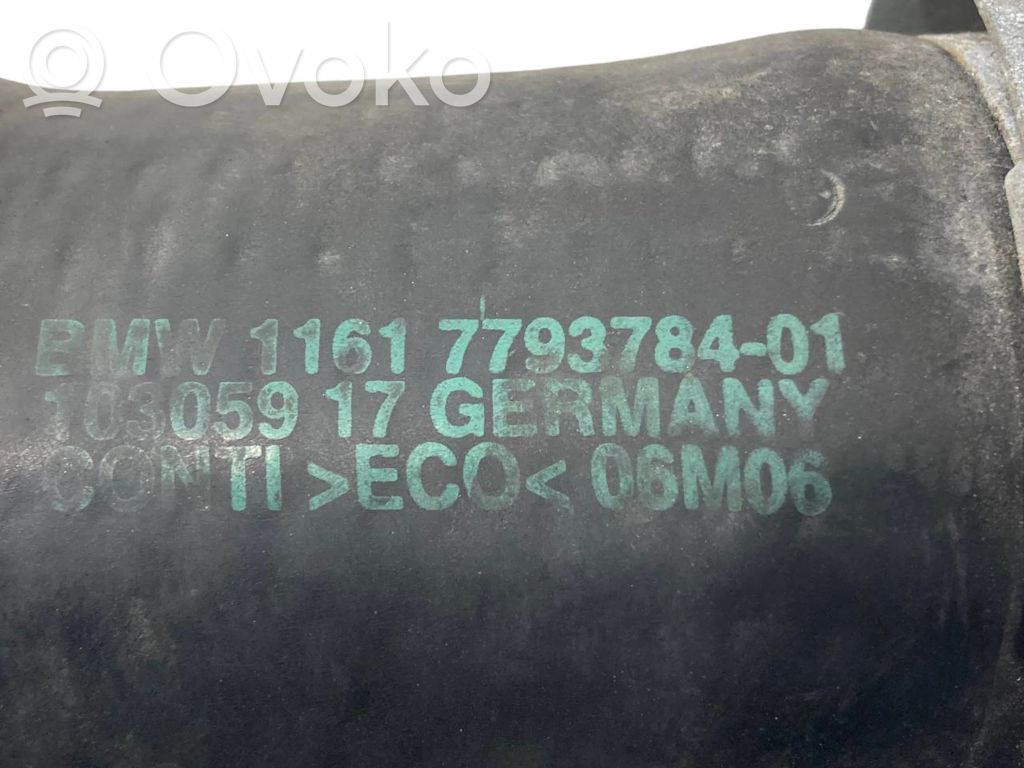 Ovoko
BMW 1161 7793784-01
103059 17 GERMANY
CONTI >ECO< 06M06